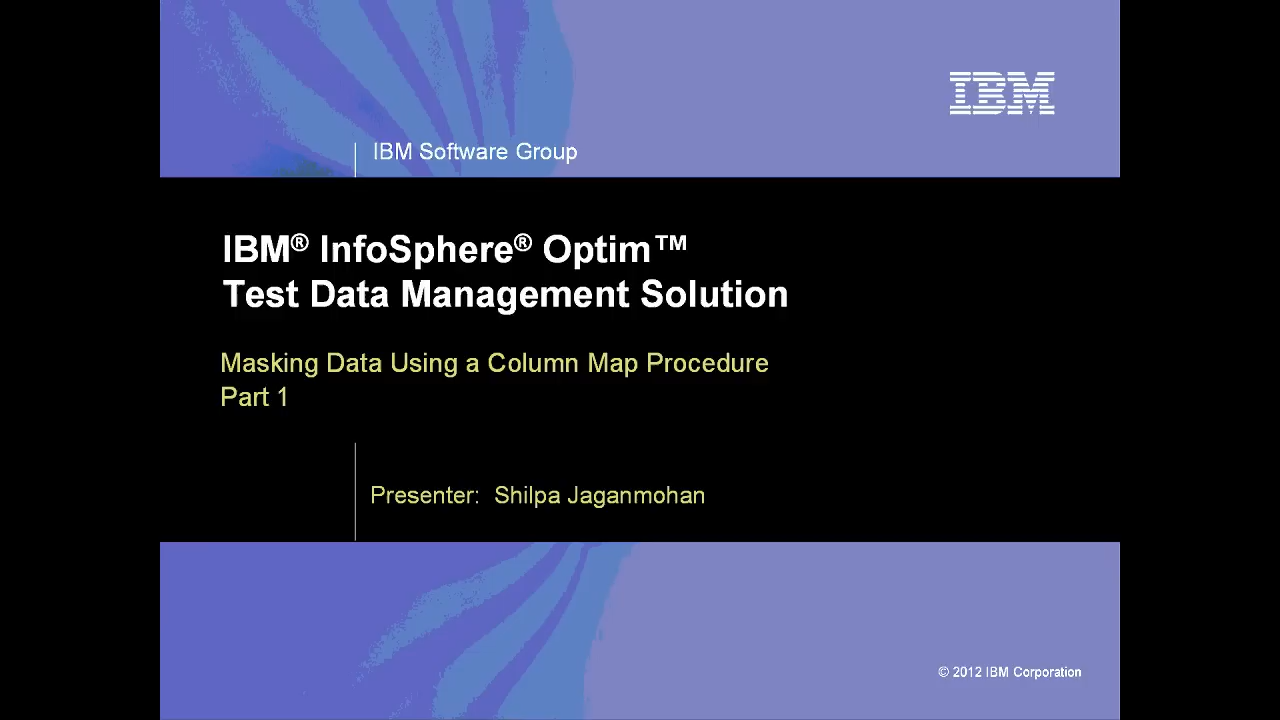 IBM
IBM Software Group
IBM® InfoSphere® Optim™
Test Data Management Solution
Masking Data Using a Column Map Procedure
Part 1
Presenter: Shilpa Jaganmohan
© 2012 IBM Corporation